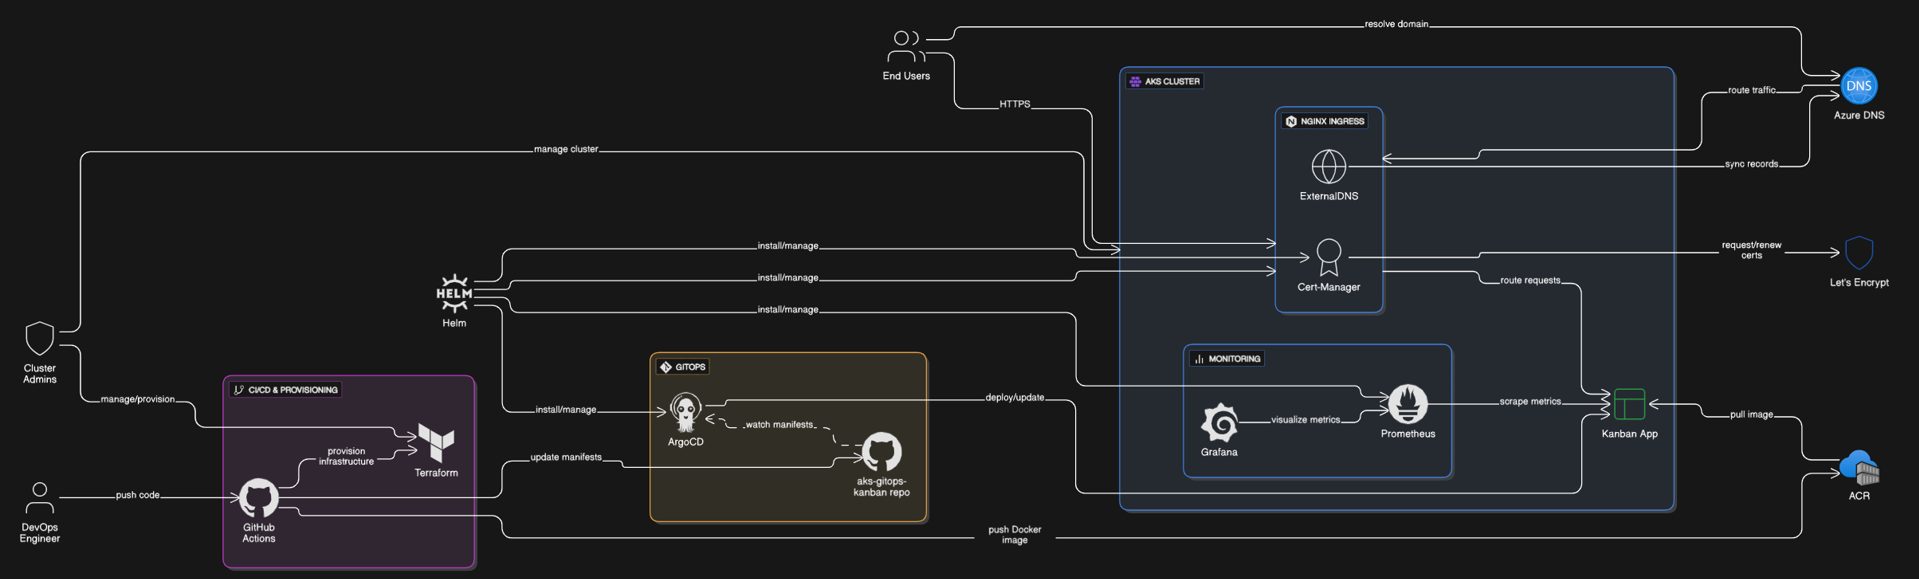 resolve domain
End Users
AKS CLUSTER
HTTPS
route traffic
DNS
Azure DNS
NGINX INGRESS
manage cluster
sync records
ExternalDNS
install/manage
request/renew
certs
install/manage
Cert-Manager
route requests
Let's Encrypt
HELM
Helm
install/manage
Cluster
Admins
GITOPS
MONITORING
CI/CD & PROVISIONING
manage/provision
install/manage
deploy/update
scrape metrics
pull image
ArgoCD
watch manifests
visualize metrics
Prometheus
Kanban App
Grafana
provision
infrastructure
update manifests
Terraform
aks-gitops-
kanban repo
push code
ACR
DevOps
Engineer
GitHub
Actions
push Docker
image